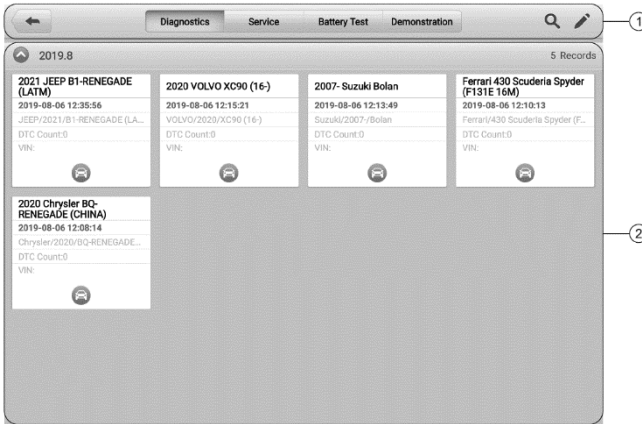 Diagnostics Service Battery Test Demonstration
1
2019.8 5 Records
2021 JEEP B1-RENEGADE
(LATM)
2019-08-06 12:35:56
JEEP/2021/B1-RENEGADE (LA...
DTC Count:0
VIN:
2020 VOLVO XC90 (16-)
2019-08-06 12:15:21
VOLVO/2020/XC90 (16-)
DTC Count:0
VIN:
2007- Suzuki Bolan
2019-08-06 12:13:49
Suzuki/2007-/Bolan
DTC Count:0
VIN:
Ferrari 430 Scuderia Spyder
(F131E 16M)
2019-08-06 12:10:13
Ferrari/430 Scuderia Spyder (F...
DTC Count:0
VIN:
2020 Chrysler BQ-
RENEGADE (CHINA)
2019-08-06 12:08:14
Chrysler/2020/BQ-RENEGADE...
DTC Count:0
VIN:
2